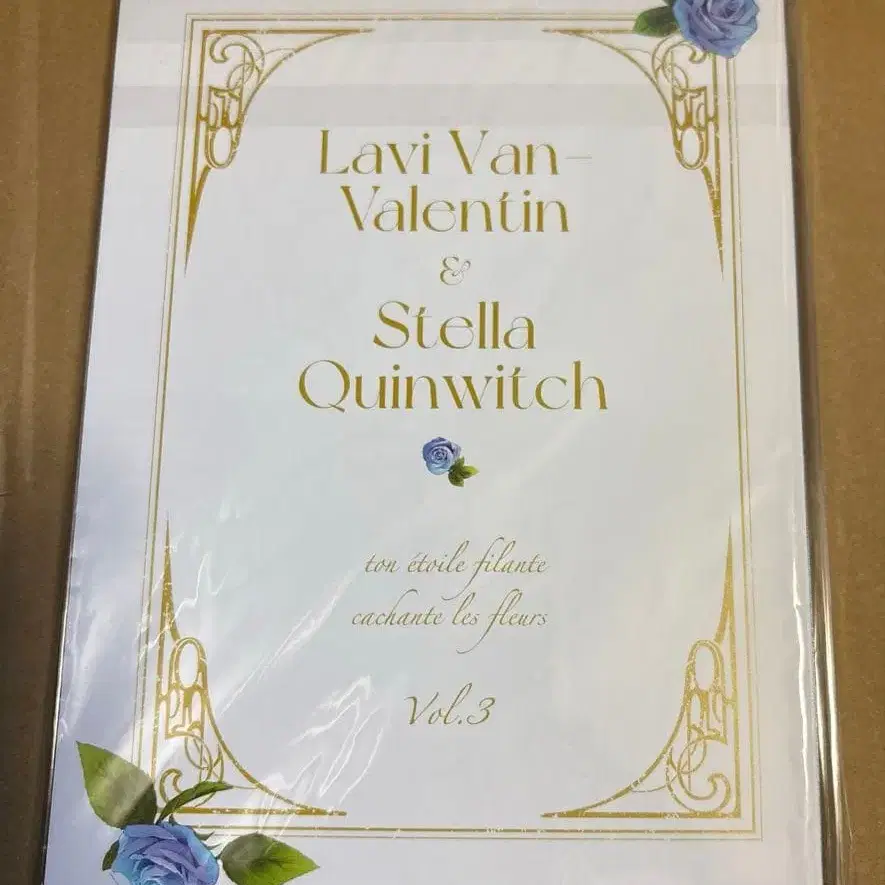 Lavi Van-
Valentin
&
Stella
Quinwitch
ton étoile filante
cachante les fleurs
Vol.3